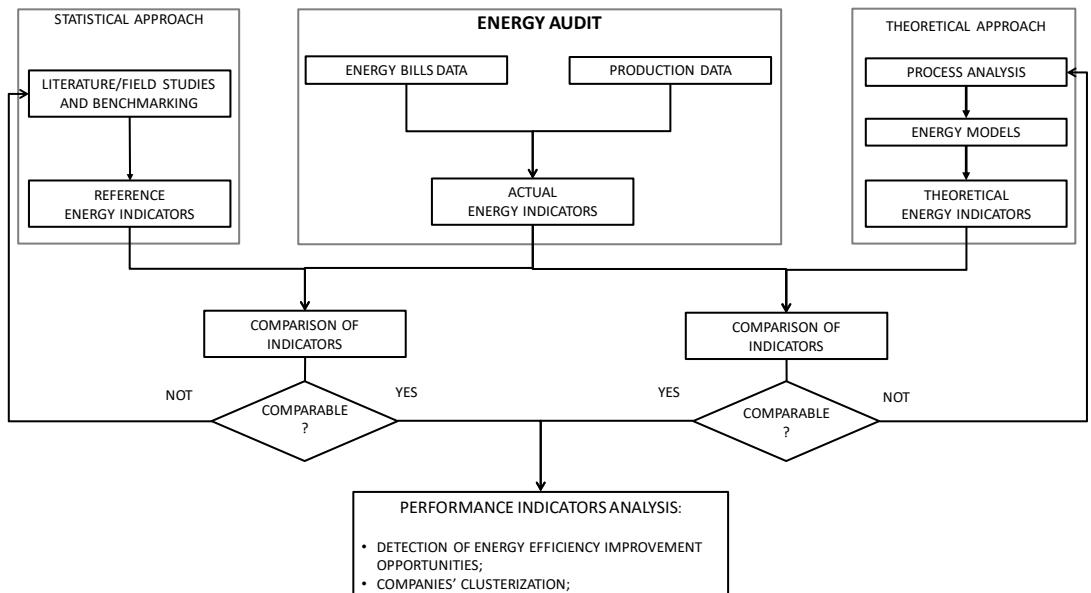 STATISTICAL APPROACH
LITERATURE/FIELD STUDIES
AND BENCHMARKING
REFERENCE
ENERGY INDICATORS
ENERGY AUDIT
ENERGY BILLS DATA
PRODUCTION DATA
ACTUAL
ENERGY INDICATORS
THEORETICAL APPROACH
PROCESS ANALYSIS
ENERGY MODELS
THEORETICAL
ENERGY INDICATORS
COMPARISON OF
INDICATORS
COMPARISON OF
INDICATORS
NOT
COMPARABLE
?
YES
YES
COMPARABLE
?
NOT
PERFORMANCE INDICATORS ANALYSIS:
• DETECTION OF ENERGY EFFICIENCY IMPROVEMENT
OPPORTUNITIES;
• COMPANIES’ CLUSTERIZATION;